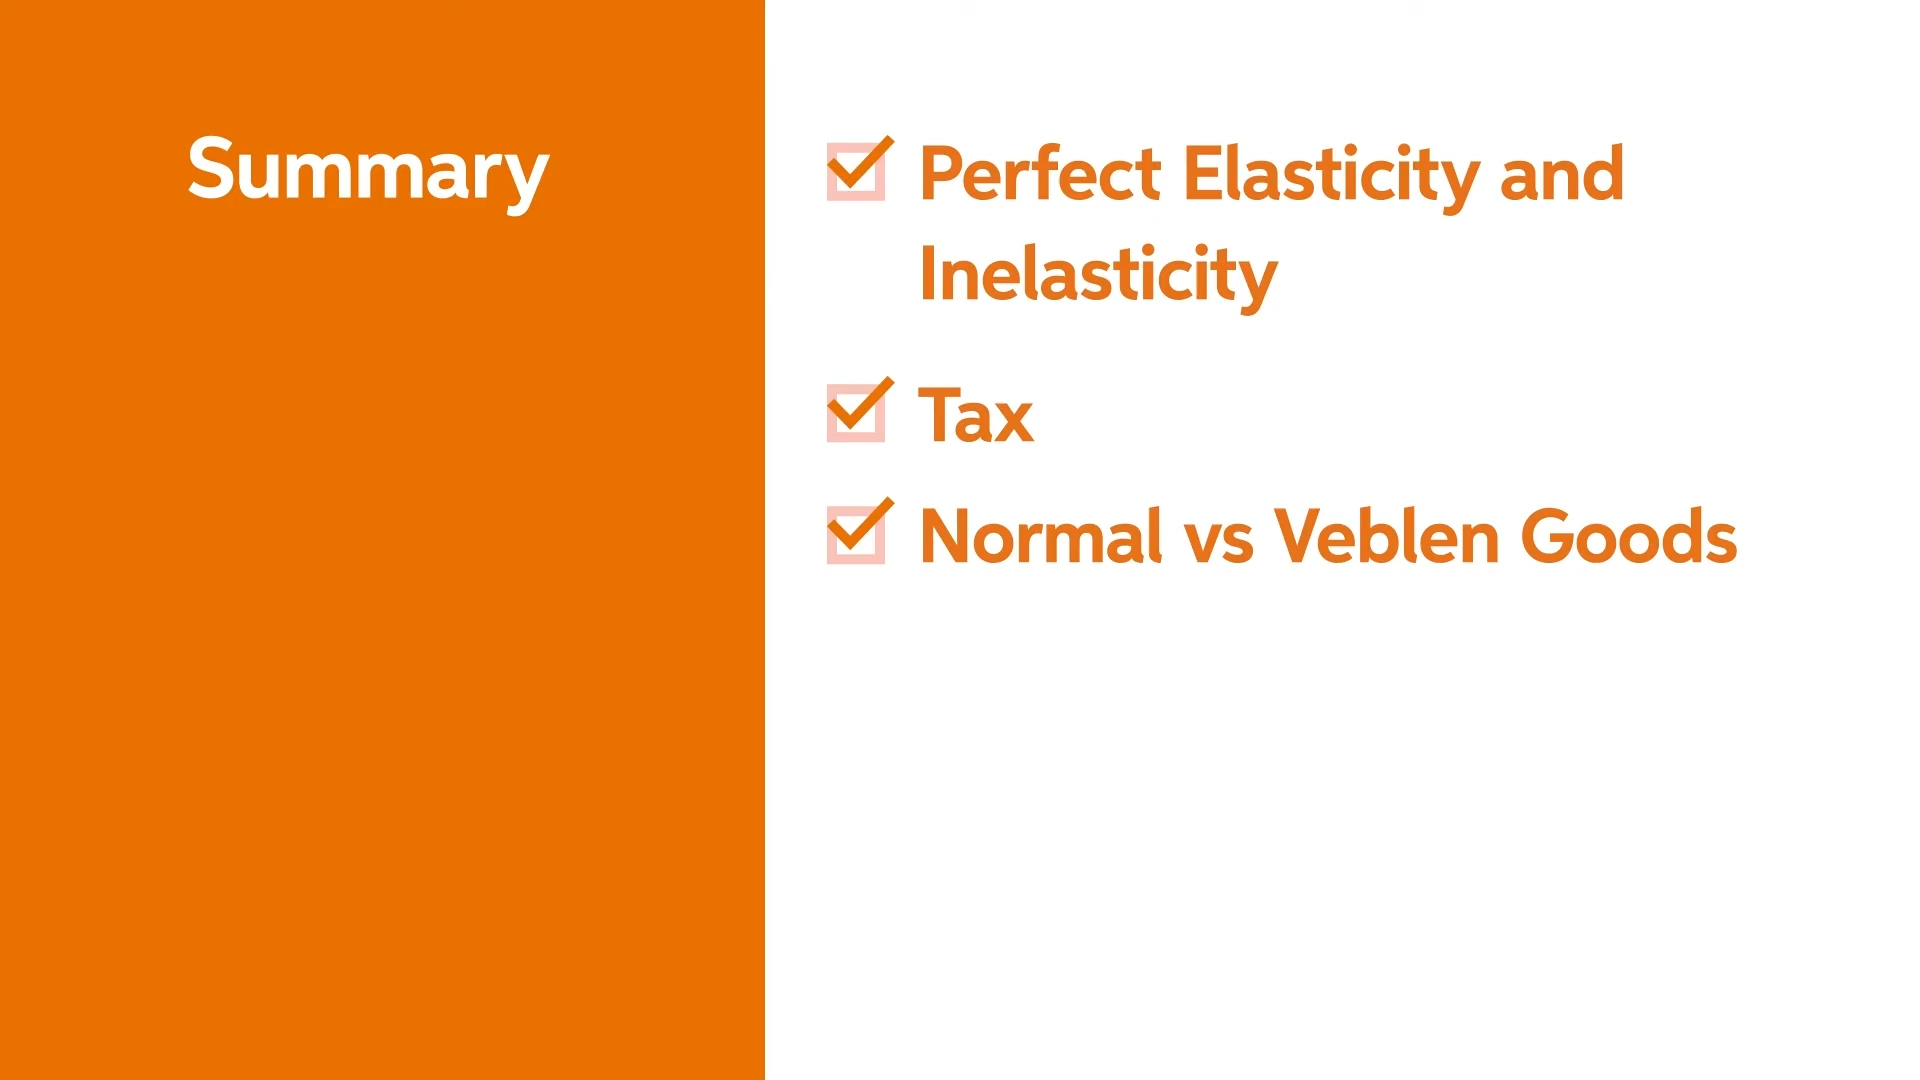 Summary
Perfect Elasticity and
Inelasticity
Tax
Normal vs Veblen Goods